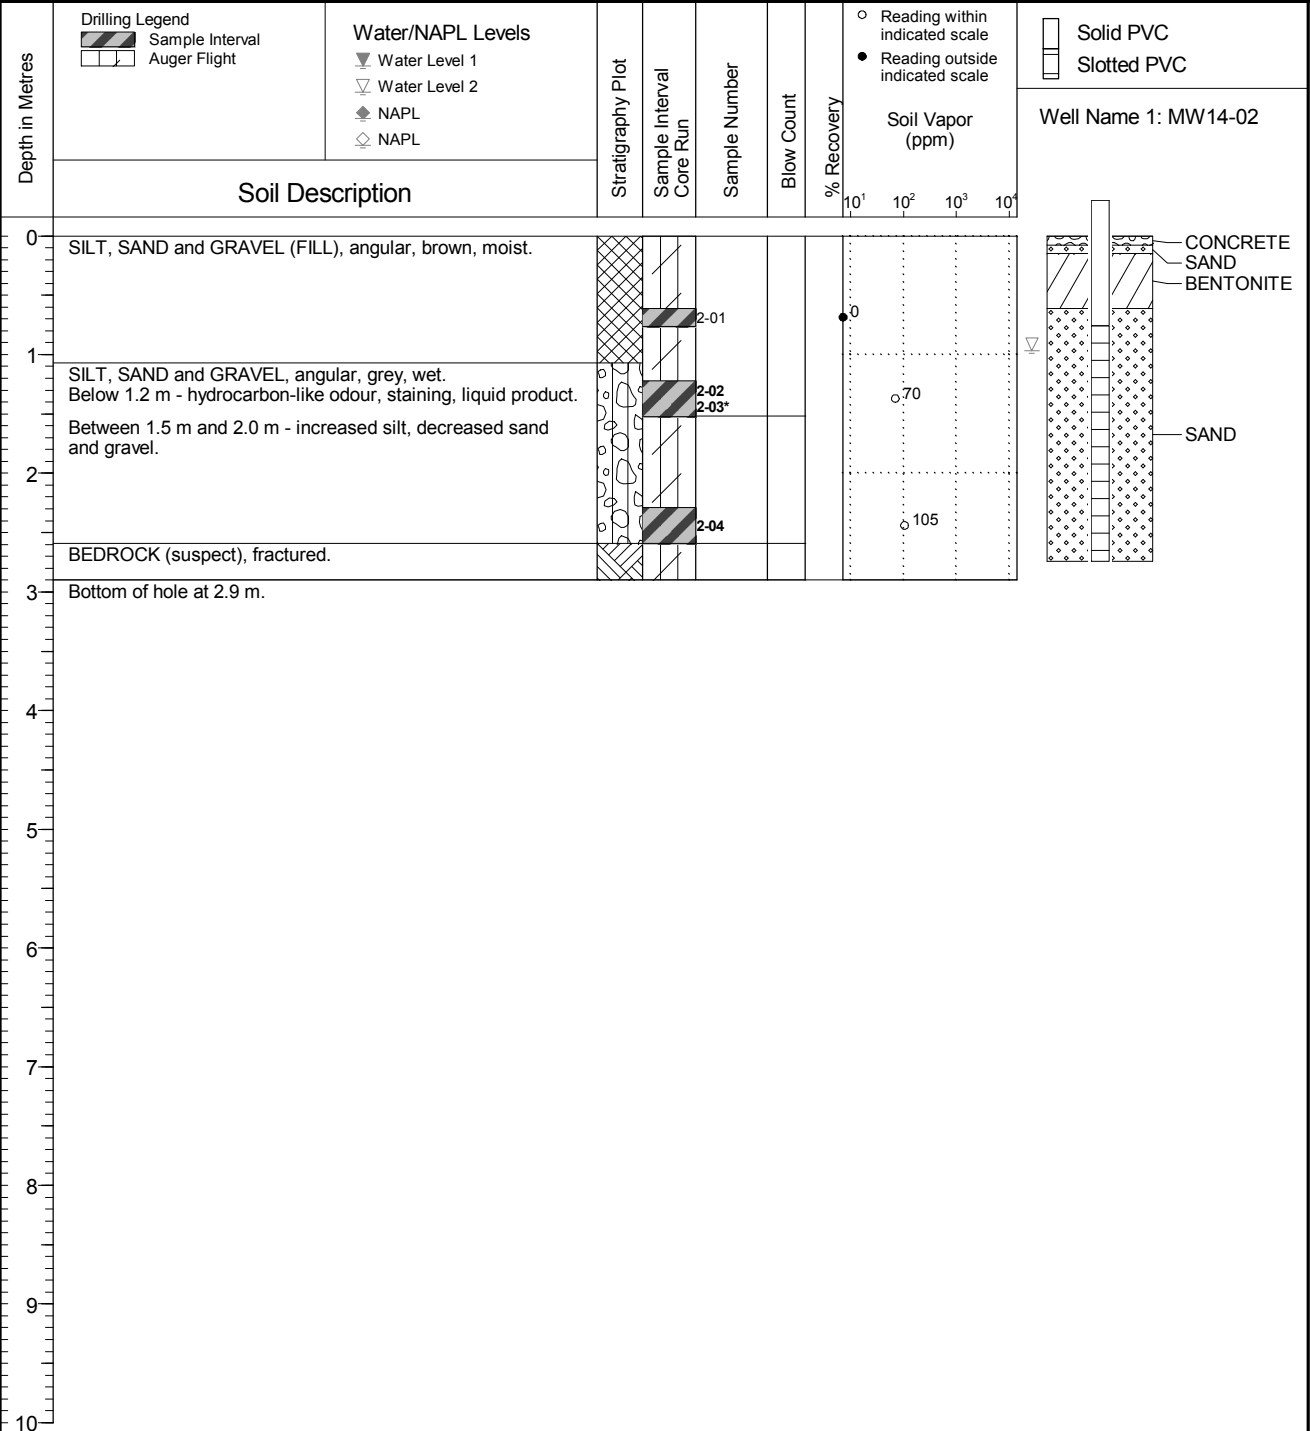 Drilling Legend
Sample Interval
Auger Flight
Water/NAPL Levels
Water Level 1
Water Level 2
NAPL
NAPL
Depth in Metres
Soil Description
Stratigraphy Plot
Sample Interval
Core Run
Sample Number
Blow Count
% Recovery
Reading within
indicated scale
Reading outside
indicated scale
Soil Vapor
(ppm)
10¹ 10² 10³ 10⁴
Solid PVC
Slotted PVC
Well Name 1: MW14-02
0
SILT, SAND and GRAVEL (FILL), angular, brown, moist.
CONCRETE
SAND
BENTONITE
2-01
0
1
SILT, SAND and GRAVEL, angular, grey, wet.
Below 1.2 m - hydrocarbon-like odour, staining, liquid product.
2-02
2-03*
70
Between 1.5 m and 2.0 m - increased silt, decreased sand
and gravel.
SAND
2
2-04
105
BEDROCK (suspect), fractured.
3
Bottom of hole at 2.9 m.
4
5
6
7
8
9
10